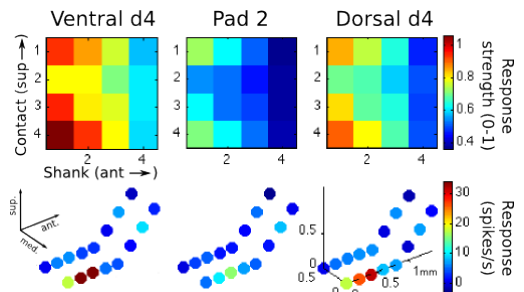 Ventral d4 Pad 2 Dorsal d4
Contact (sup →)
1
2
3
4
2 4
2 4
2 4
Shank (ant →)
1
0.8
0.6
0.4
Response
strength (0-1)
sup.
ant.
med.
0.5
0
0.5
0
0.5
1mm
30
20
10
0
Response
(spikes/s)